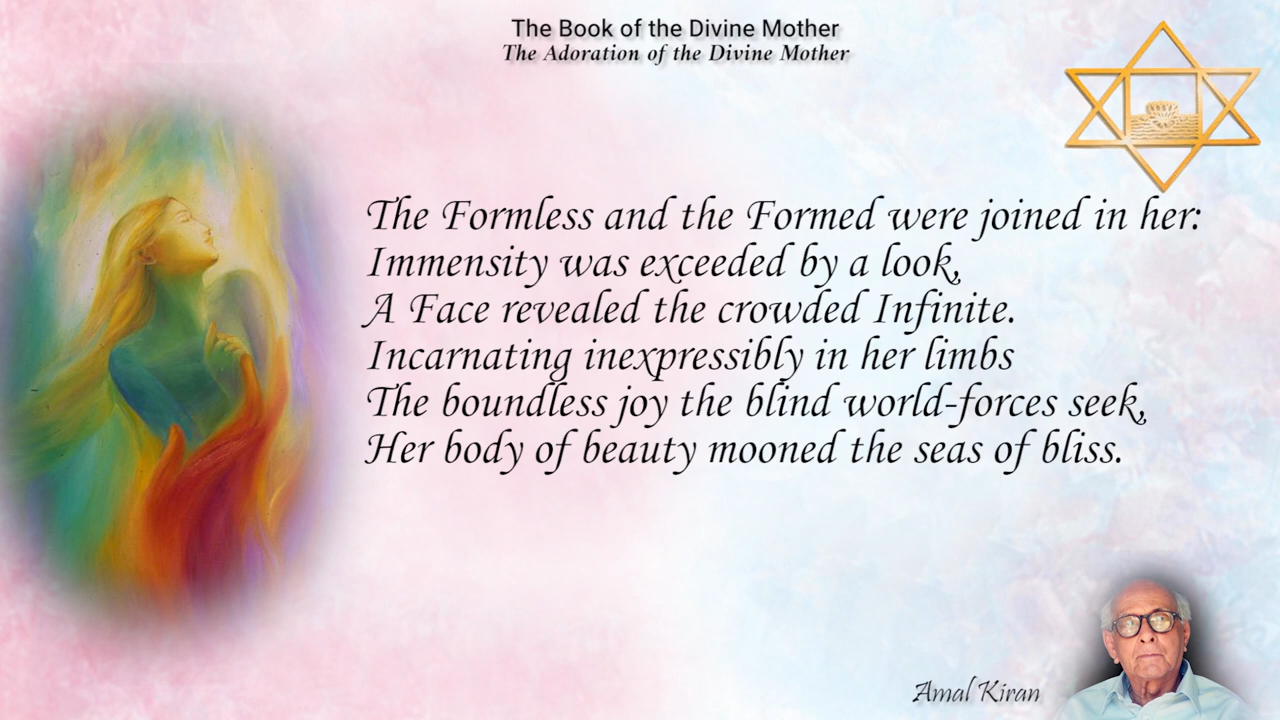 The Book of the Divine Mother
The Adoration of the Divine Mother
The Formless and the Formed were joined in her:
Immensity was exceeded by a look,
A Face revealed the crowded Infinite.
Incarnating inexpressibly in her limbs
The boundless joy the blind world-forces seek,
Her body of beauty mooned the seas of bliss.
Amal Kiran